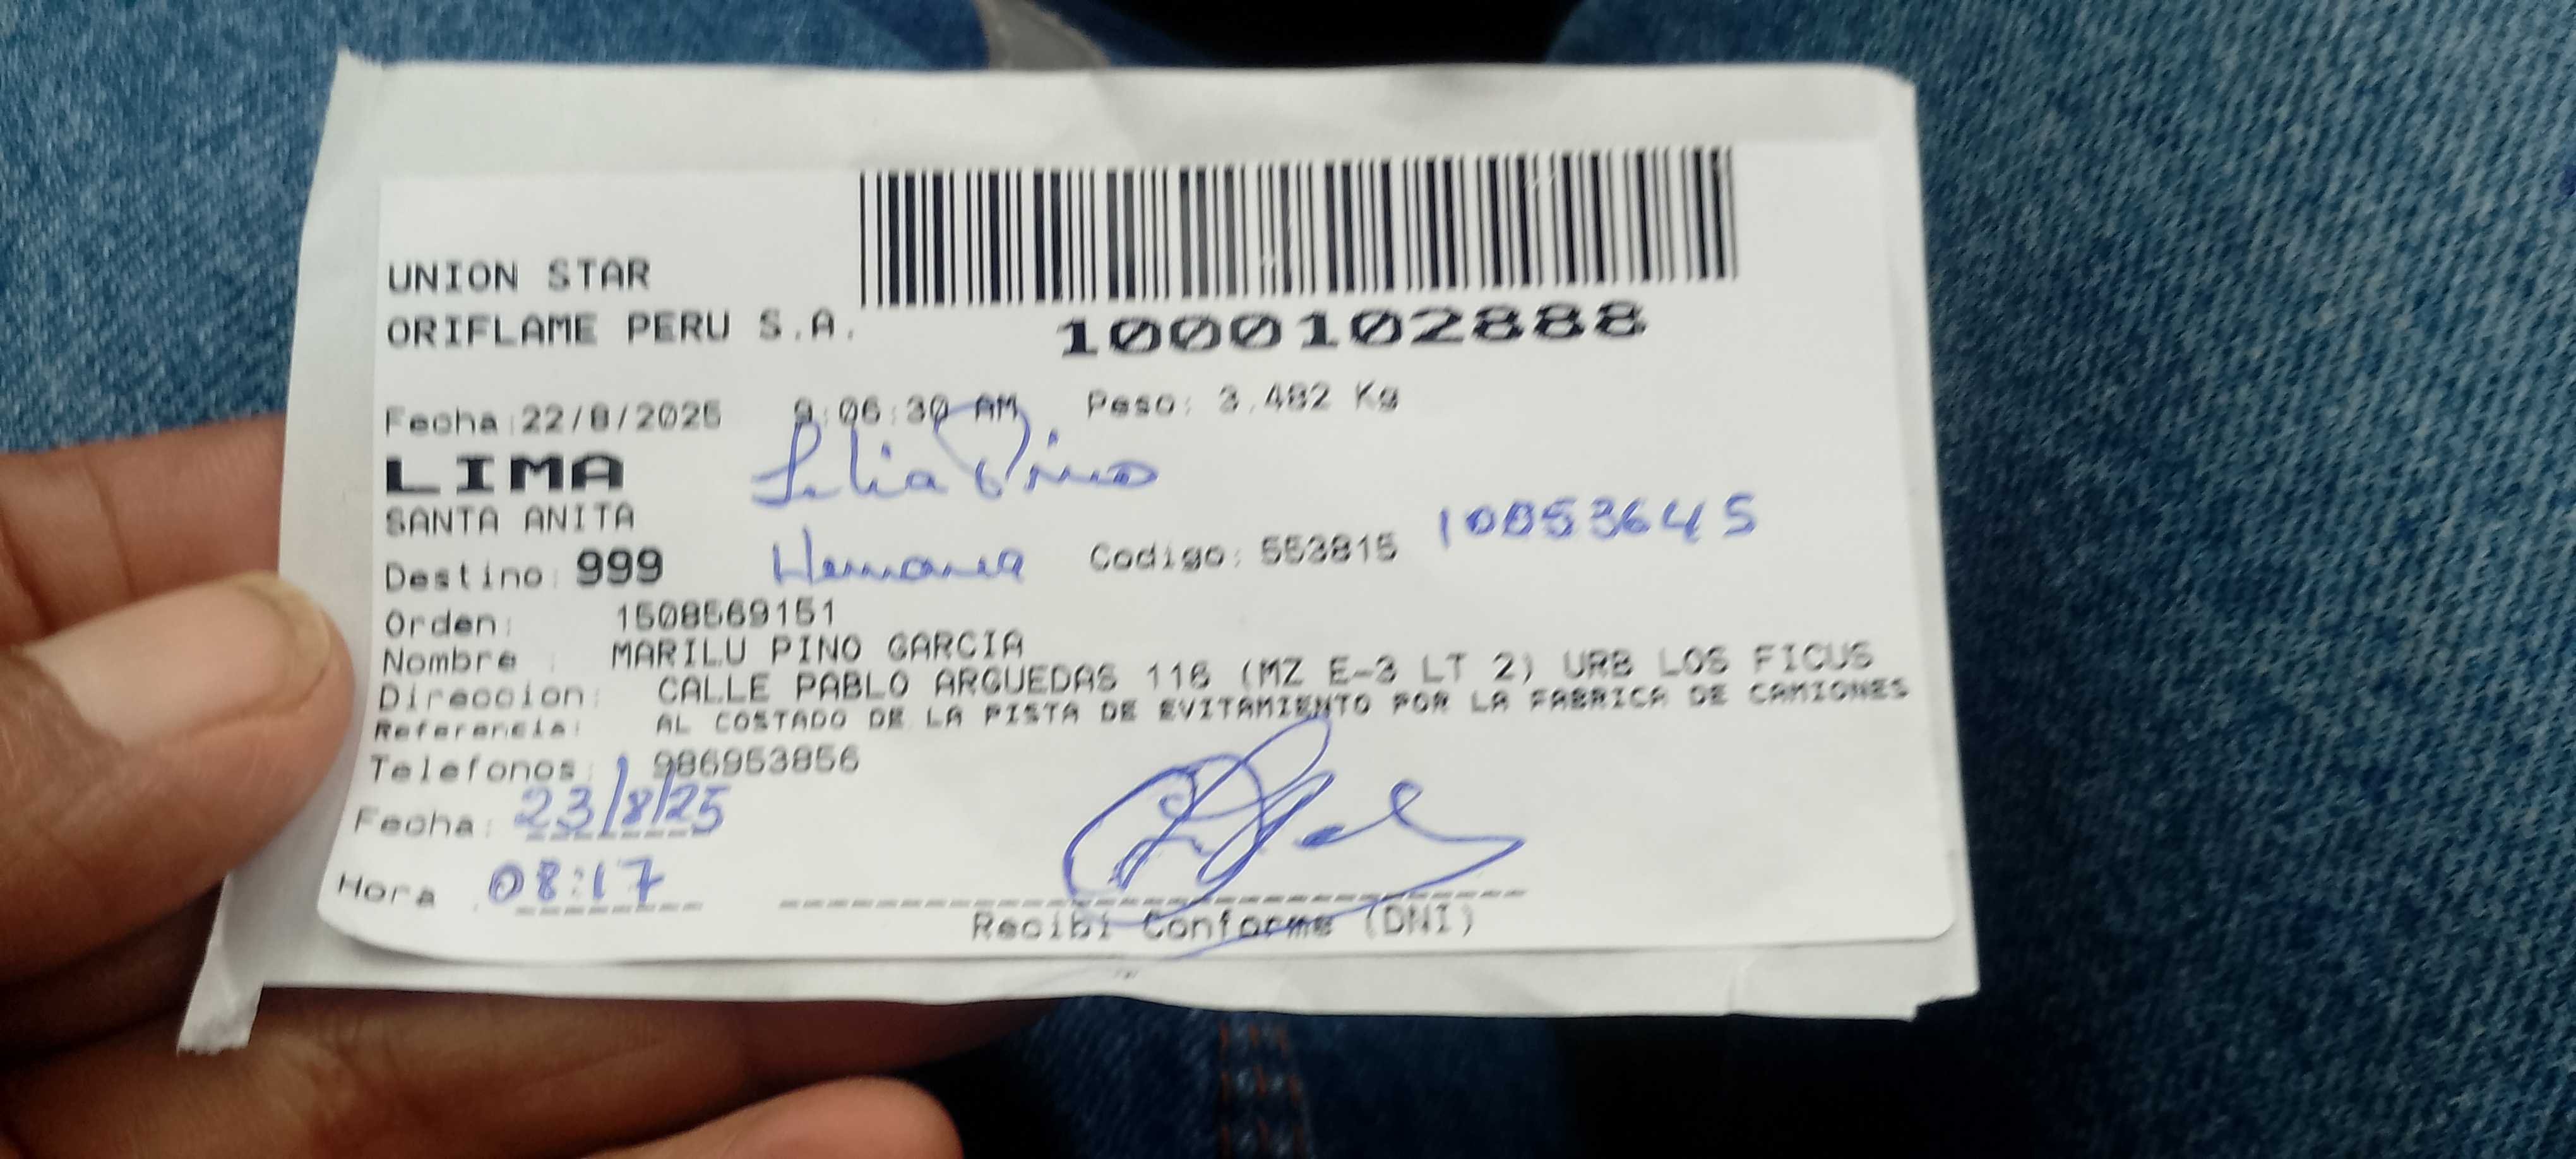 UNION STAR
ORIFLAME PERU S.A.
1000102888
Fecha:22/8/2025 9:06:30 AM Peso: 3.482 Kg
LIMA
Pino
SANTA ANITA
10853645
Destino: 999 Hermana Codigo: 553815
Orden: 1508569151
Nombre : MARILU PINO GARCIA
Direccion: CALLE PABLO ARGUEDAS 116 (MZ E-3 LT 2) URB LOS FICUS
Referencia: AL COSTADO DE LA PISTA DE EVITAMIENTO POR LA FABRICA DE CAMIONES
Telefonos: 986953856
Fecha: 23/8/25
Hora : 08:17
Recibi Conforme (DNI)